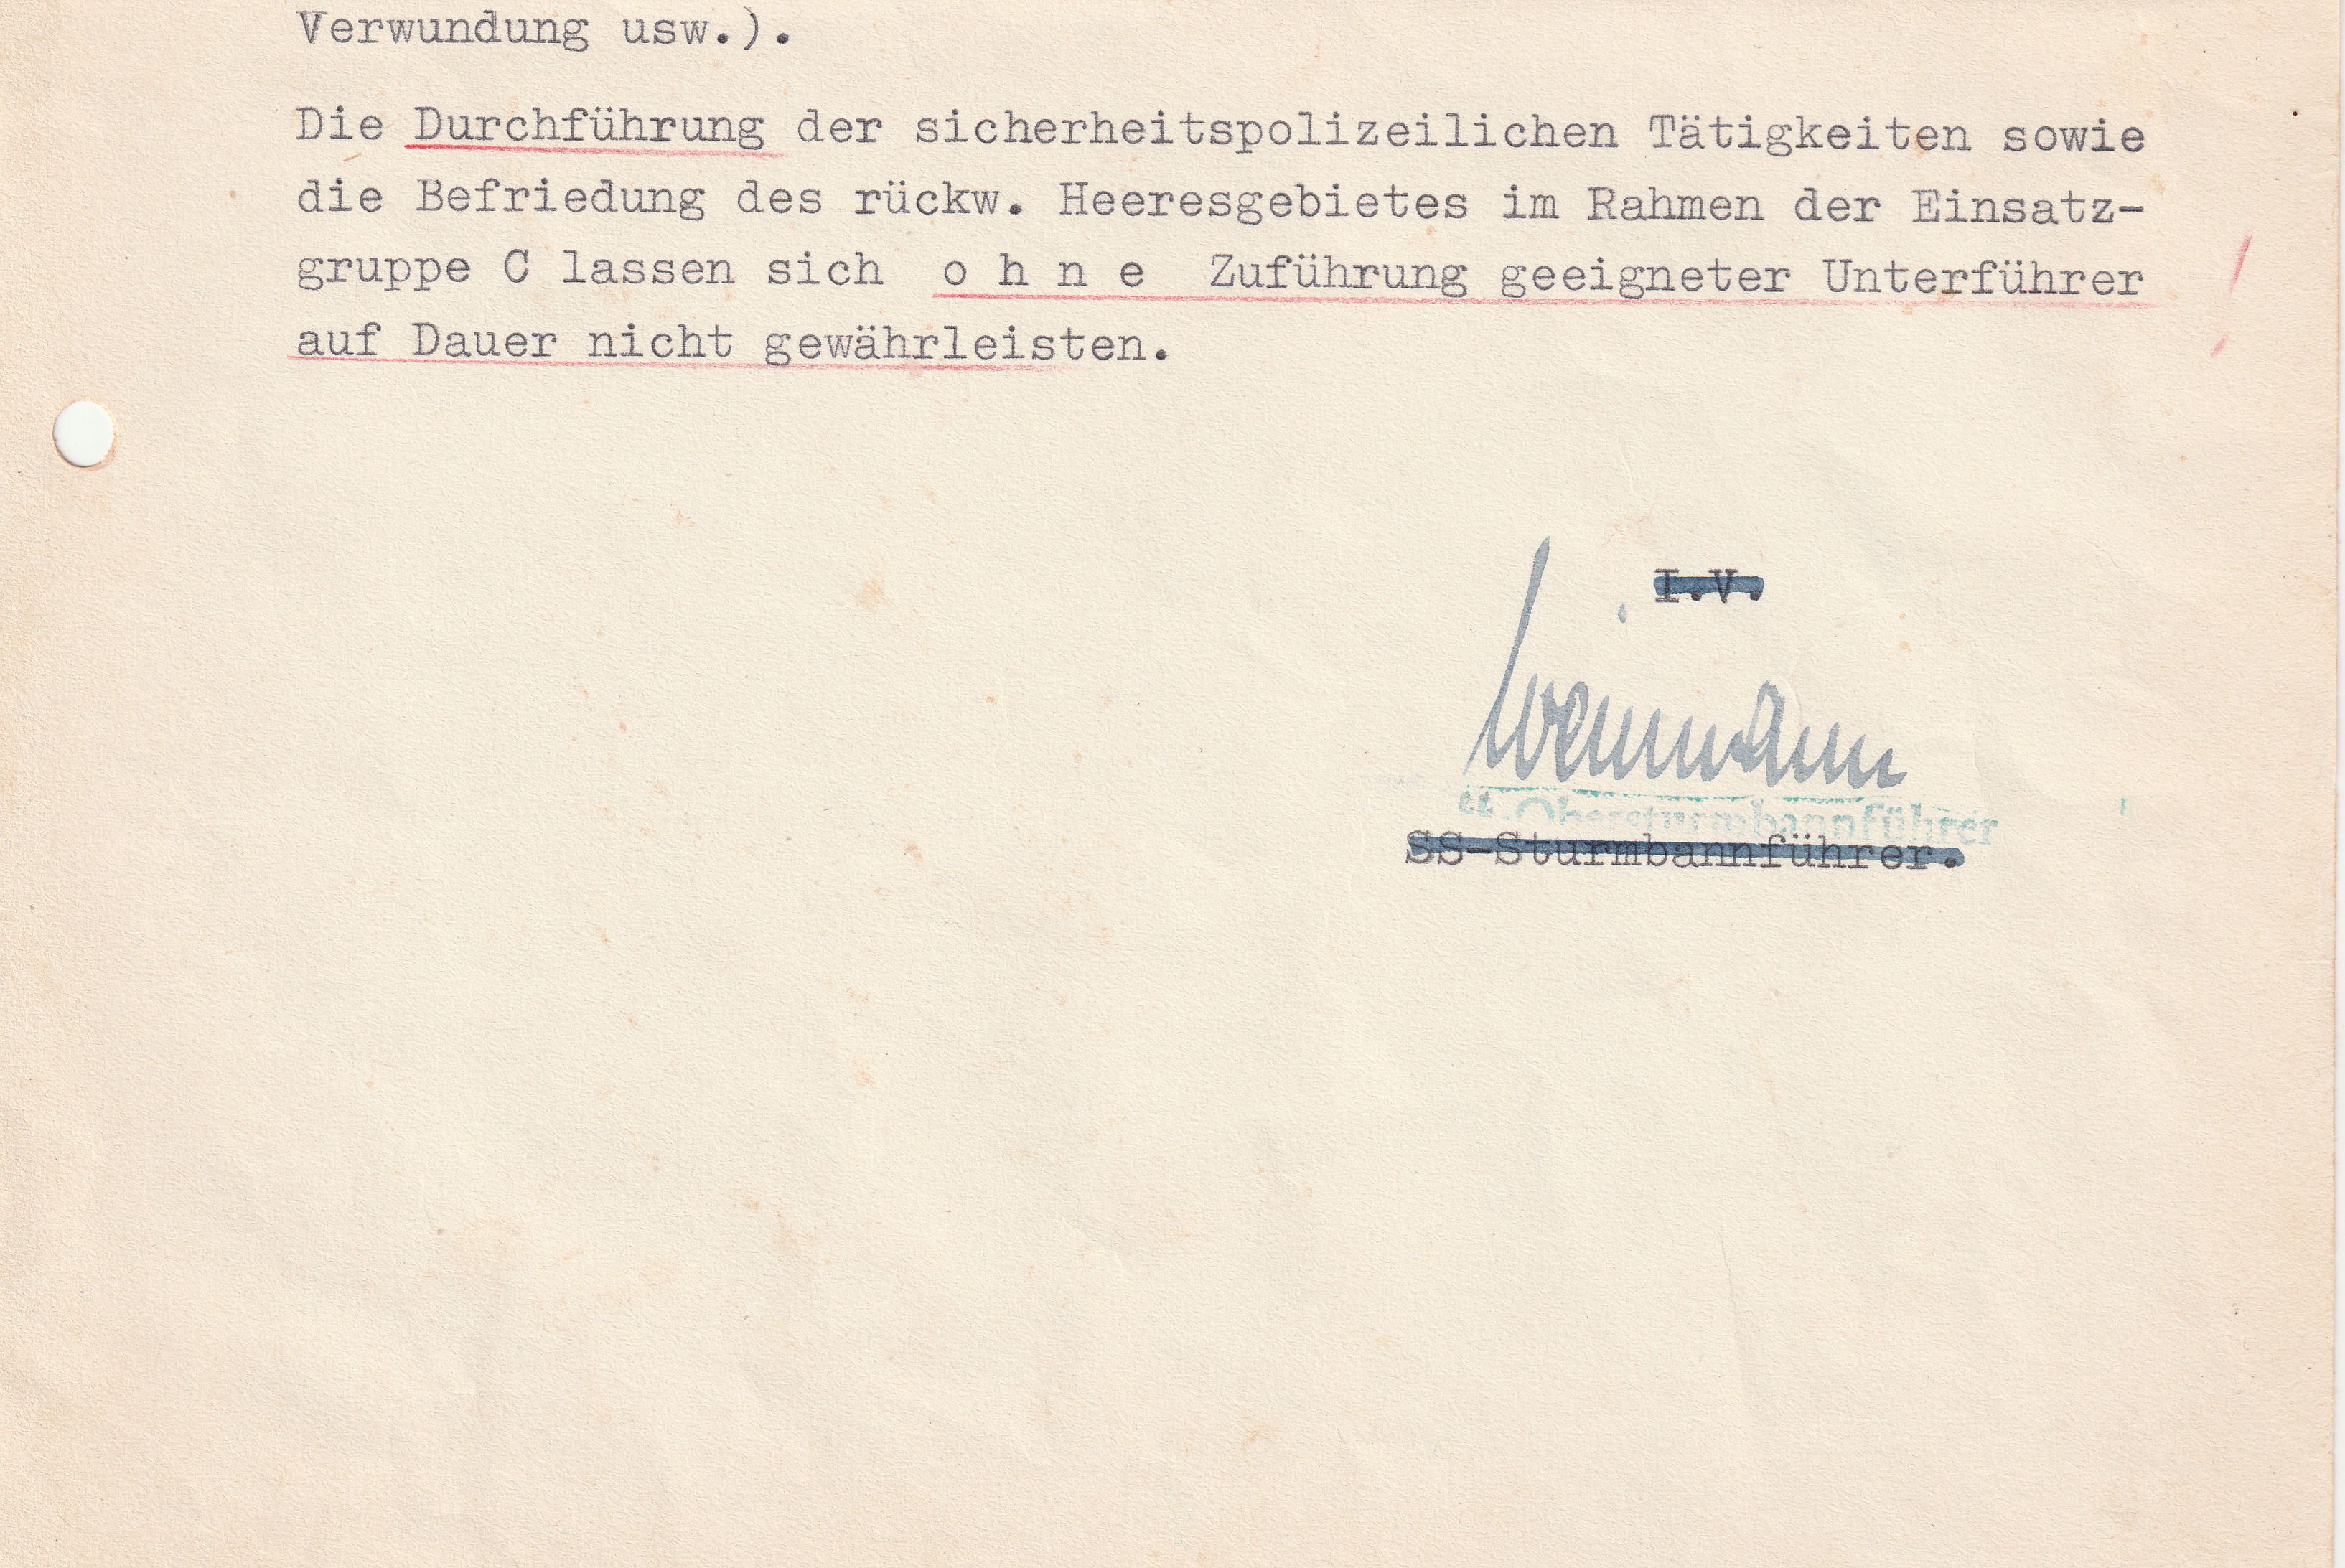 Verwundung usw.).
Die Durchführung der sicherheitspolizeilichen Tätigkeiten sowie
die Befriedung des rückw. Heeresgebietes im Rahmen der Einsatz-
gruppe C lassen sich o h n e Zuführung geeigneter Unterführer
auf Dauer nicht gewährleisten.
I.V.
Weinmann
SS-Obersturmbannführer
SS-Sturmbannführer.